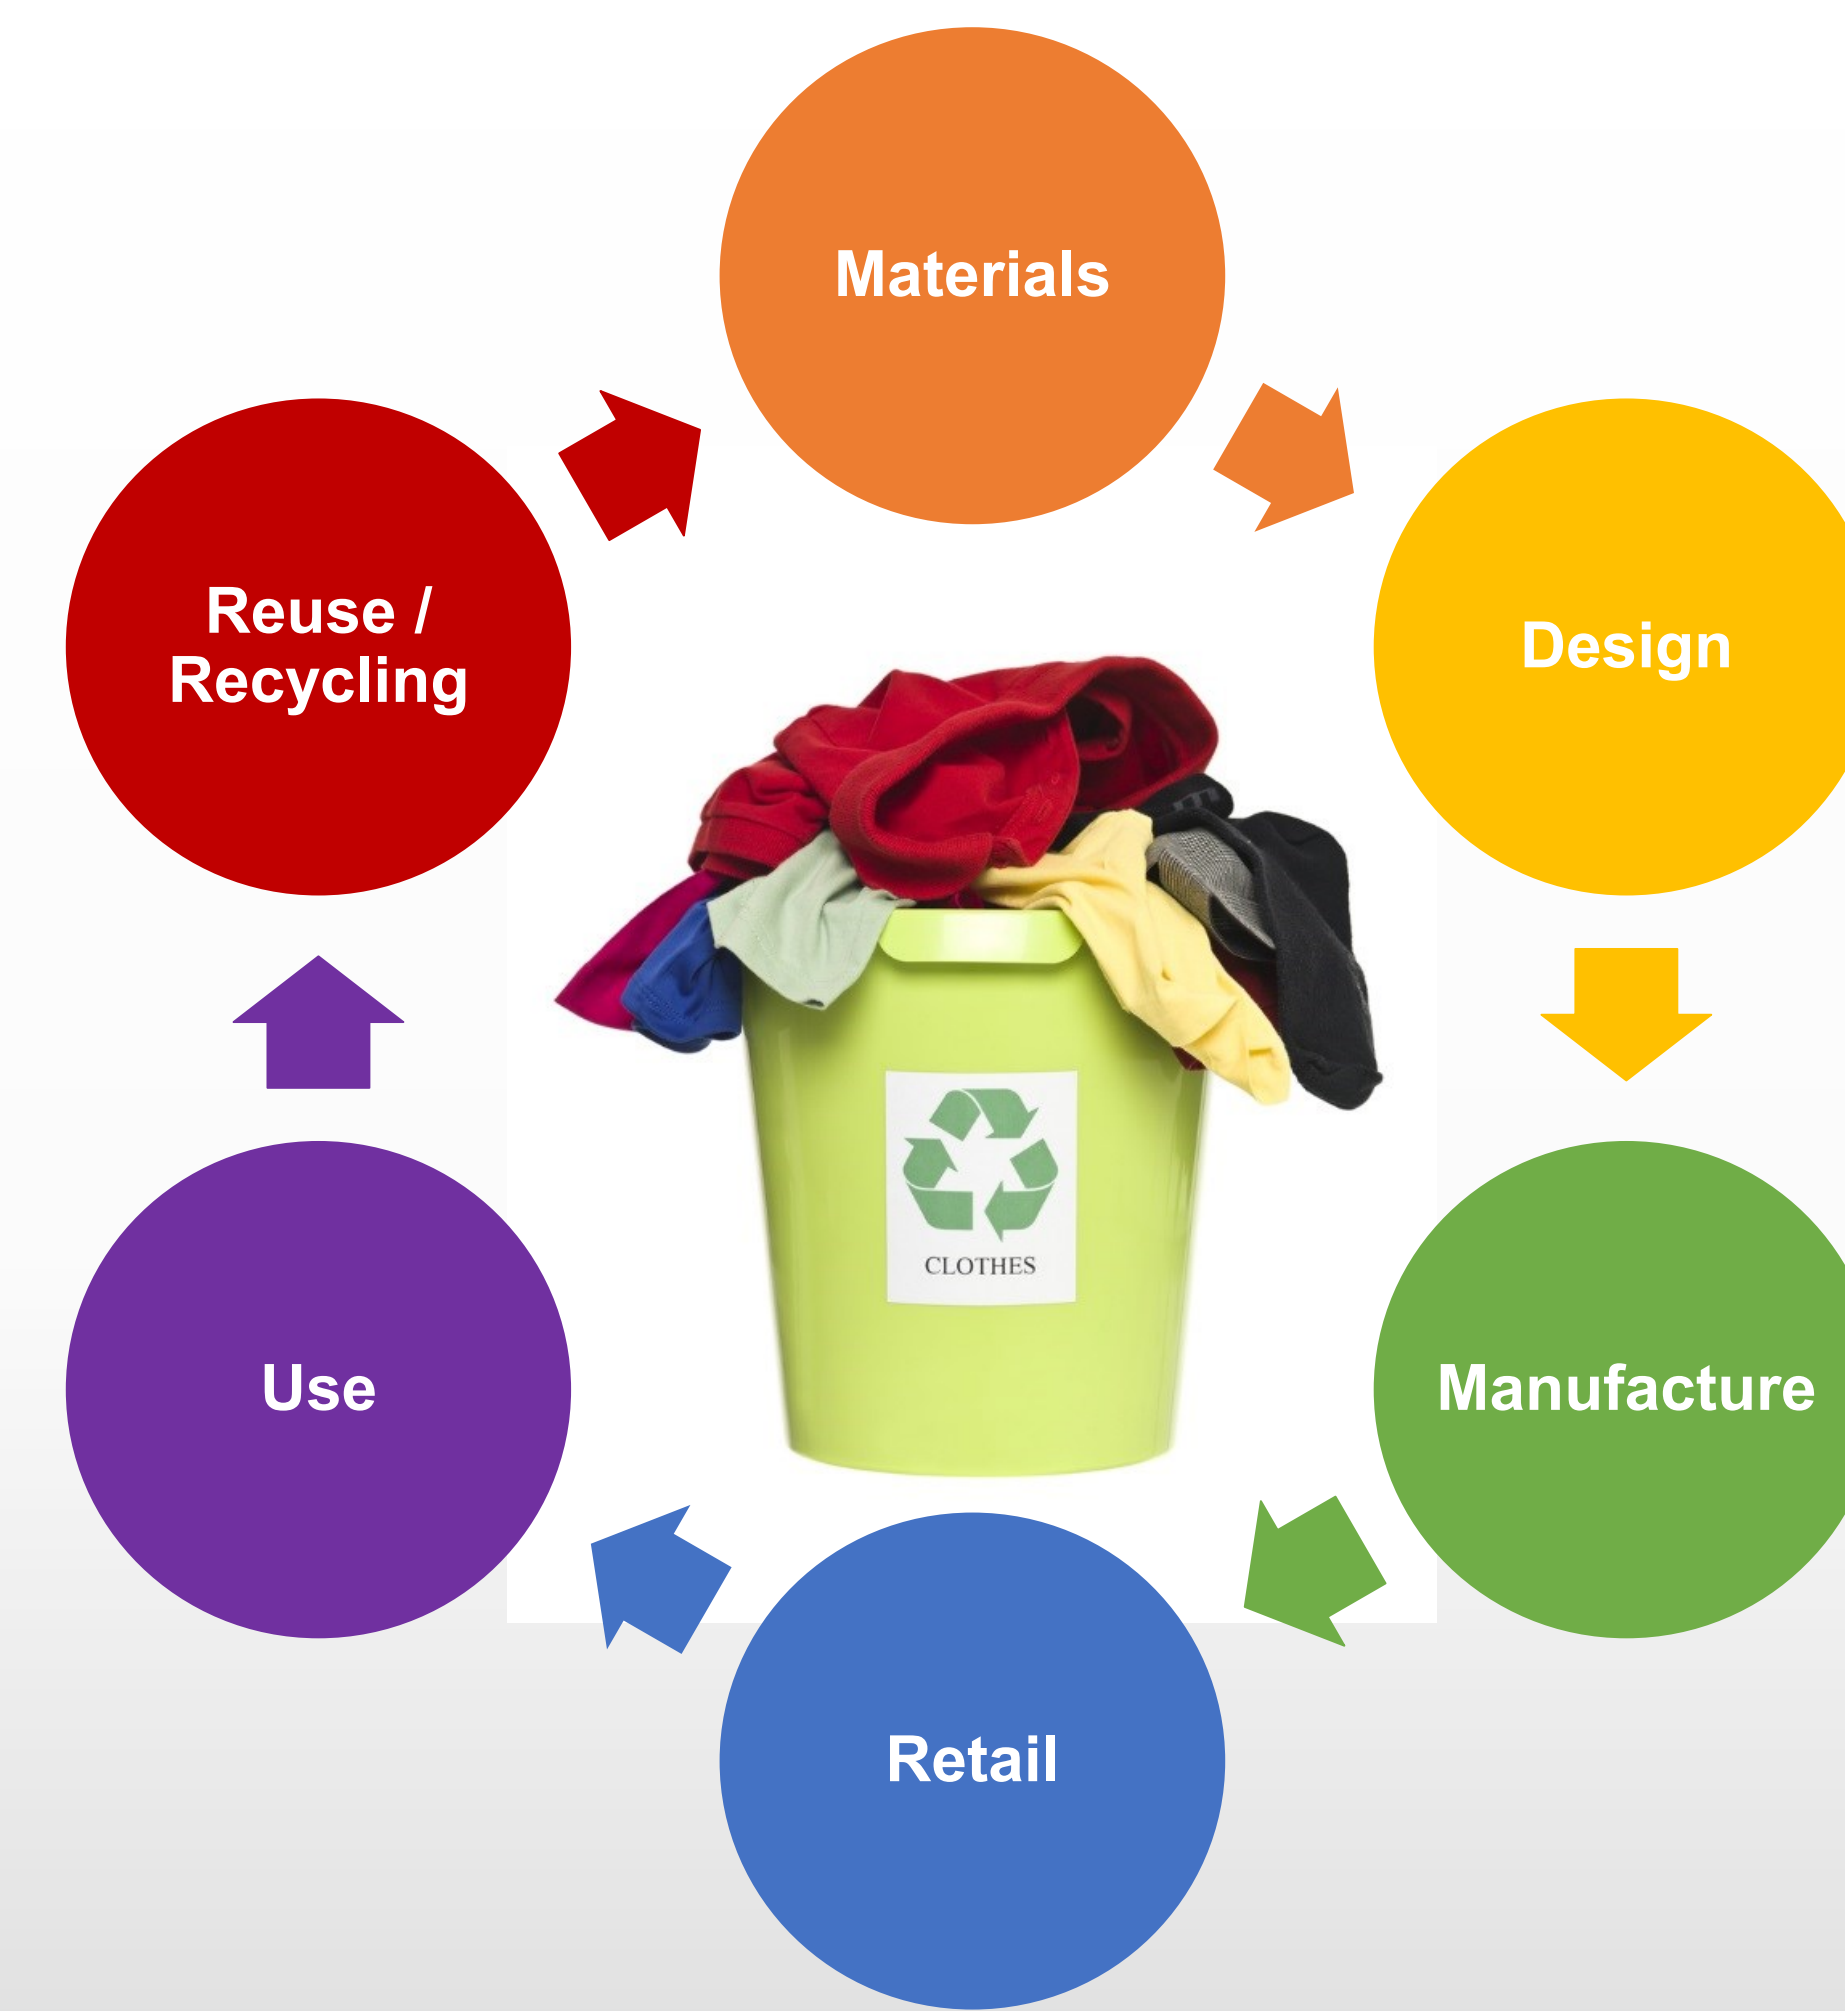 Materials
Design
Manufacture
Retail
Use
Reuse /
Recycling
CLOTHES